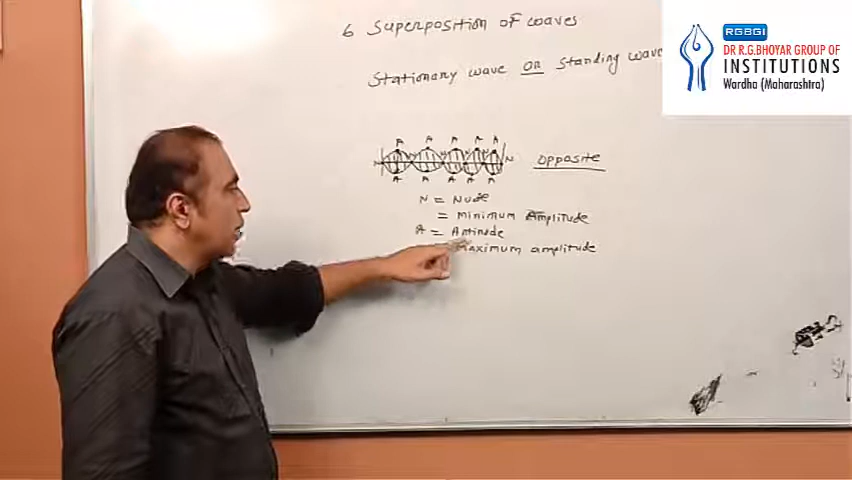 6 Superposition of waves
Stationary wave OR Standing wave
RGBGI
DR R.G.BHOYAR GROUP OF
INSTITUTIONS
Wardha (Maharashtra)
A A A A A
N N N N N
A A A A A
opposite
N = Node
= Minimum Amplitude
A = Antinode
Maximum amplitude